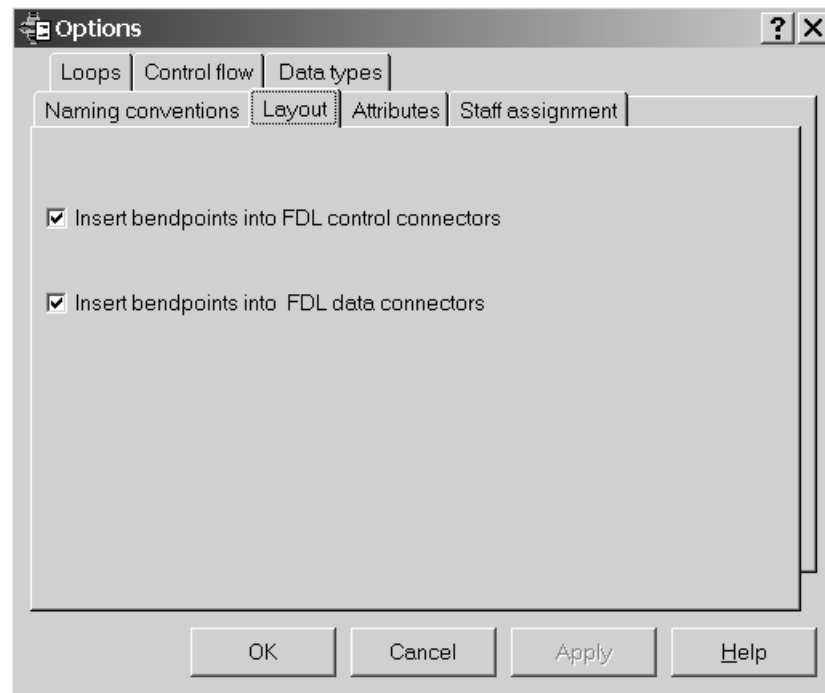 Options
Loops Control flow Data types
Naming conventions Layout Attributes Staff assignment
Insert bendpoints into FDL control connectors
Insert bendpoints into FDL data connectors
OK Cancel Apply Help